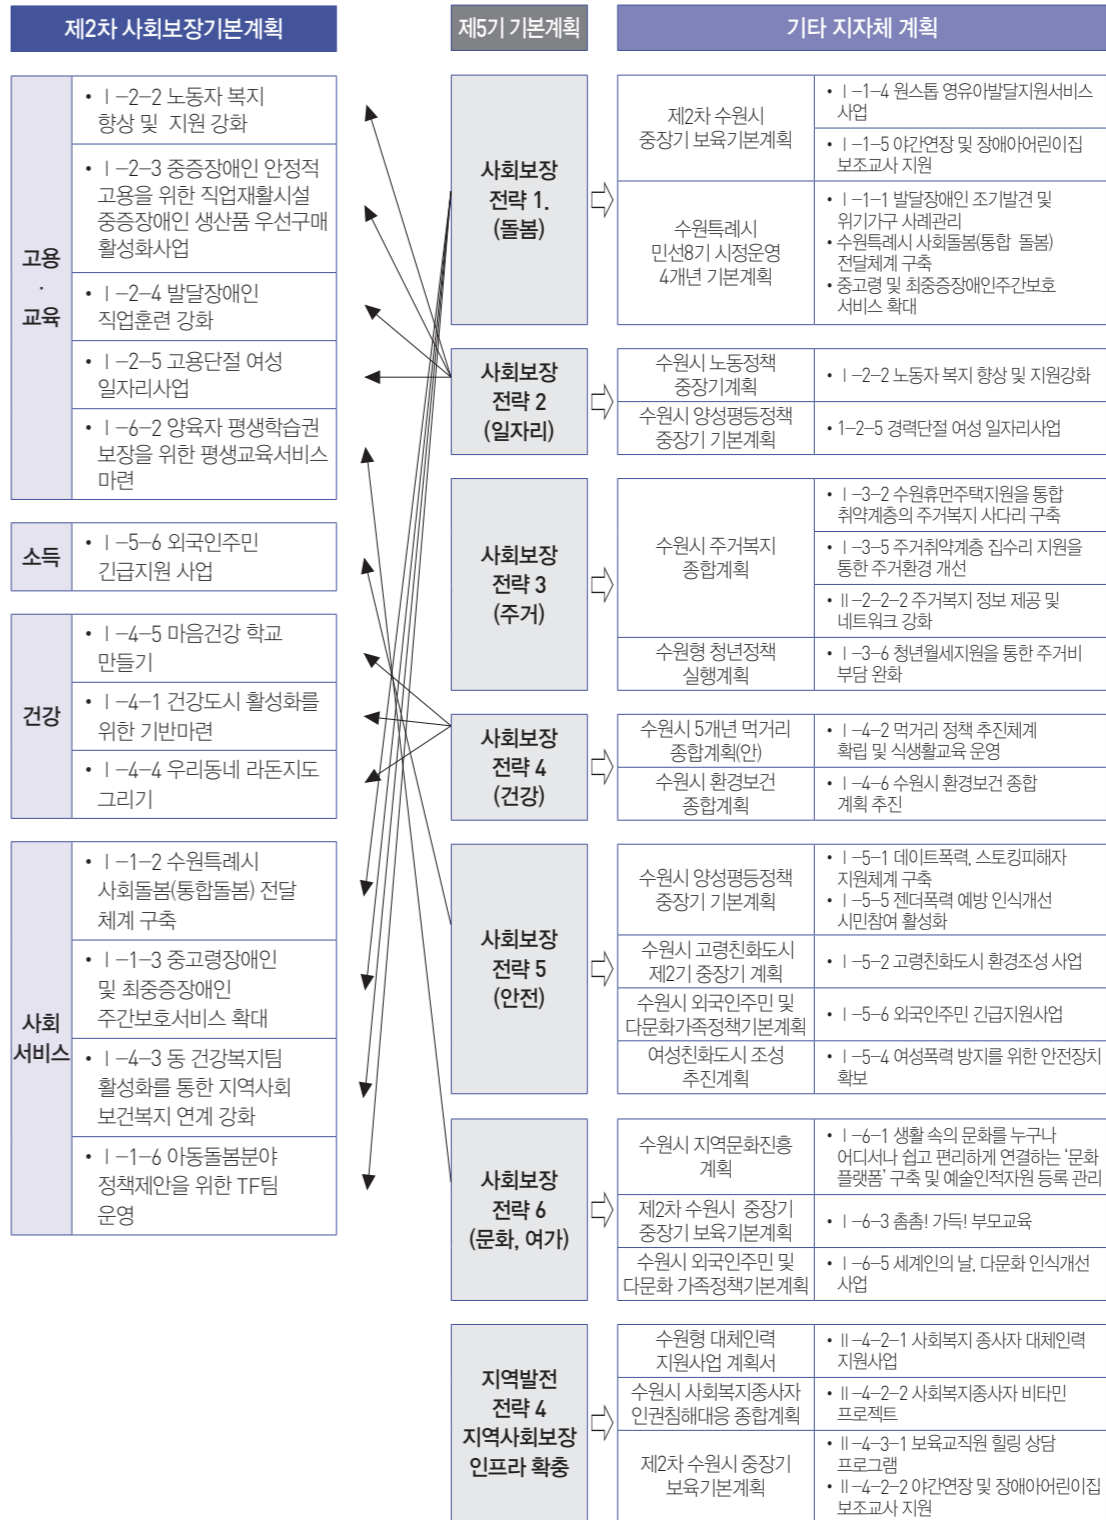 제2차 사회보장기본계획
고용
·
교육
• Ⅰ-2-2 노동자 복지
향상 및 지원 강화
• Ⅰ-2-3 중증장애인 안정적
고용을 위한 직업재활시설
중증장애인 생산품 우선구매
활성화사업
• Ⅰ-2-4 발달장애인
직업훈련 강화
• Ⅰ-2-5 고용단절 여성
일자리사업
• Ⅰ-6-2 양육자 평생학습권
보장을 위한 평생교육서비스
마련
소득
• Ⅰ-5-6 외국인주민
긴급지원 사업
건강
• Ⅰ-4-5 마음건강 학교
만들기
• Ⅰ-4-1 건강도시 활성화를
위한 기반마련
• Ⅰ-4-4 우리동네 라돈지도
그리기
사회
서비스
• Ⅰ-1-2 수원특례시
사회돌봄(통합돌봄) 전달
체계 구축
• Ⅰ-1-3 중고령장애인
및 최중증장애인
주간보호서비스 확대
• Ⅰ-4-3 동 건강복지팀
활성화를 통한 지역사회
보건복지 연계 강화
• Ⅰ-1-6 아동돌봄분야
정책제안을 위한 TF팀
운영
제5기 기본계획
기타 지자체 계획
사회보장
전략 1.
(돌봄)
제2차 수원시
중장기 보육기본계획
• Ⅰ-1-4 원스톱 영유아발달지원서비스
사업
• Ⅰ-1-5 야간연장 및 장애아어린이집
보조교사 지원
수원특례시
민선8기 시정운영
4개년 기본계획
• Ⅰ-1-1 발달장애인 조기발견 및
위기가구 사례관리
• 수원특례시 사회돌봄(통합 돌봄)
전달체계 구축
• 중고령 및 최중증장애인주간보호
서비스 확대
사회보장
전략 2
(일자리)
수원시 노동정책
중장기계획
• Ⅰ-2-2 노동자 복지 향상 및 지원강화
수원시 양성평등정책
중장기 기본계획
• 1-2-5 경력단절 여성 일자리사업
사회보장
전략 3
(주거)
수원시 주거복지
종합계획
• Ⅰ-3-2 수원휴먼주택지원을 통합
취약계층의 주거복지 사다리 구축
• Ⅰ-3-5 주거취약계층 집수리 지원을
통한 주거환경 개선
• Ⅱ-2-2-2 주거복지 정보 제공 및
네트워크 강화
수원형 청년정책
실행계획
• Ⅰ-3-6 청년월세지원을 통한 주거비
부담 완화
사회보장
전략 4
(건강)
수원시 5개년 먹거리
종합계획(안)
• Ⅰ-4-2 먹거리 정책 추진체계
확립 및 식생활교육 운영
수원시 환경보건
종합계획
• Ⅰ-4-6 수원시 환경보건 종합
계획 추진
사회보장
전략 5
(안전)
수원시 양성평등정책
중장기 기본계획
• Ⅰ-5-1 데이트폭력, 스토킹피해자
지원체계 구축
• Ⅰ-5-5 젠더폭력 예방 인식개선
시민참여 활성화
수원시 고령친화도시
제2기 중장기 계획
• Ⅰ-5-2 고령친화도시 환경조성 사업
수원시 외국인주민 및
다문화가족정책기본계획
• Ⅰ-5-6 외국인주민 긴급지원사업
여성친화도시 조성
추진계획
• Ⅰ-5-4 여성폭력 방지를 위한 안전장치
확보
사회보장
전략 6
(문화, 여가)
수원시 지역문화진흥
계획
• Ⅰ-6-1 생활 속의 문화를 누구나
어디서나 쉽고 편리하게 연결하는 '문화
플랫폼' 구축 및 예술인적자원 등록 관리
제2차 수원시 중장기
중장기 보육기본계획
• Ⅰ-6-3 촘촘! 가득! 부모교육
수원시 외국인주민 및
다문화 가족정책기본계획
• Ⅰ-6-5 세계인의 날, 다문화 인식개선
사업
지역발전
전략 4
지역사회보장
인프라 확충
수원형 대체인력
지원사업 계획서
• Ⅱ-4-2-1 사회복지 종사자 대체인력
지원사업
수원시 사회복지종사자
인권침해대응 종합계획
• Ⅱ-4-2-2 사회복지종사자 비타민
프로젝트
제2차 수원시 중장기
보육기본계획
• Ⅱ-4-3-1 보육교직원 힐링 상담
프로그램
• Ⅱ-4-2-2 야간연장 및 장애아어린이집
보조교사 지원